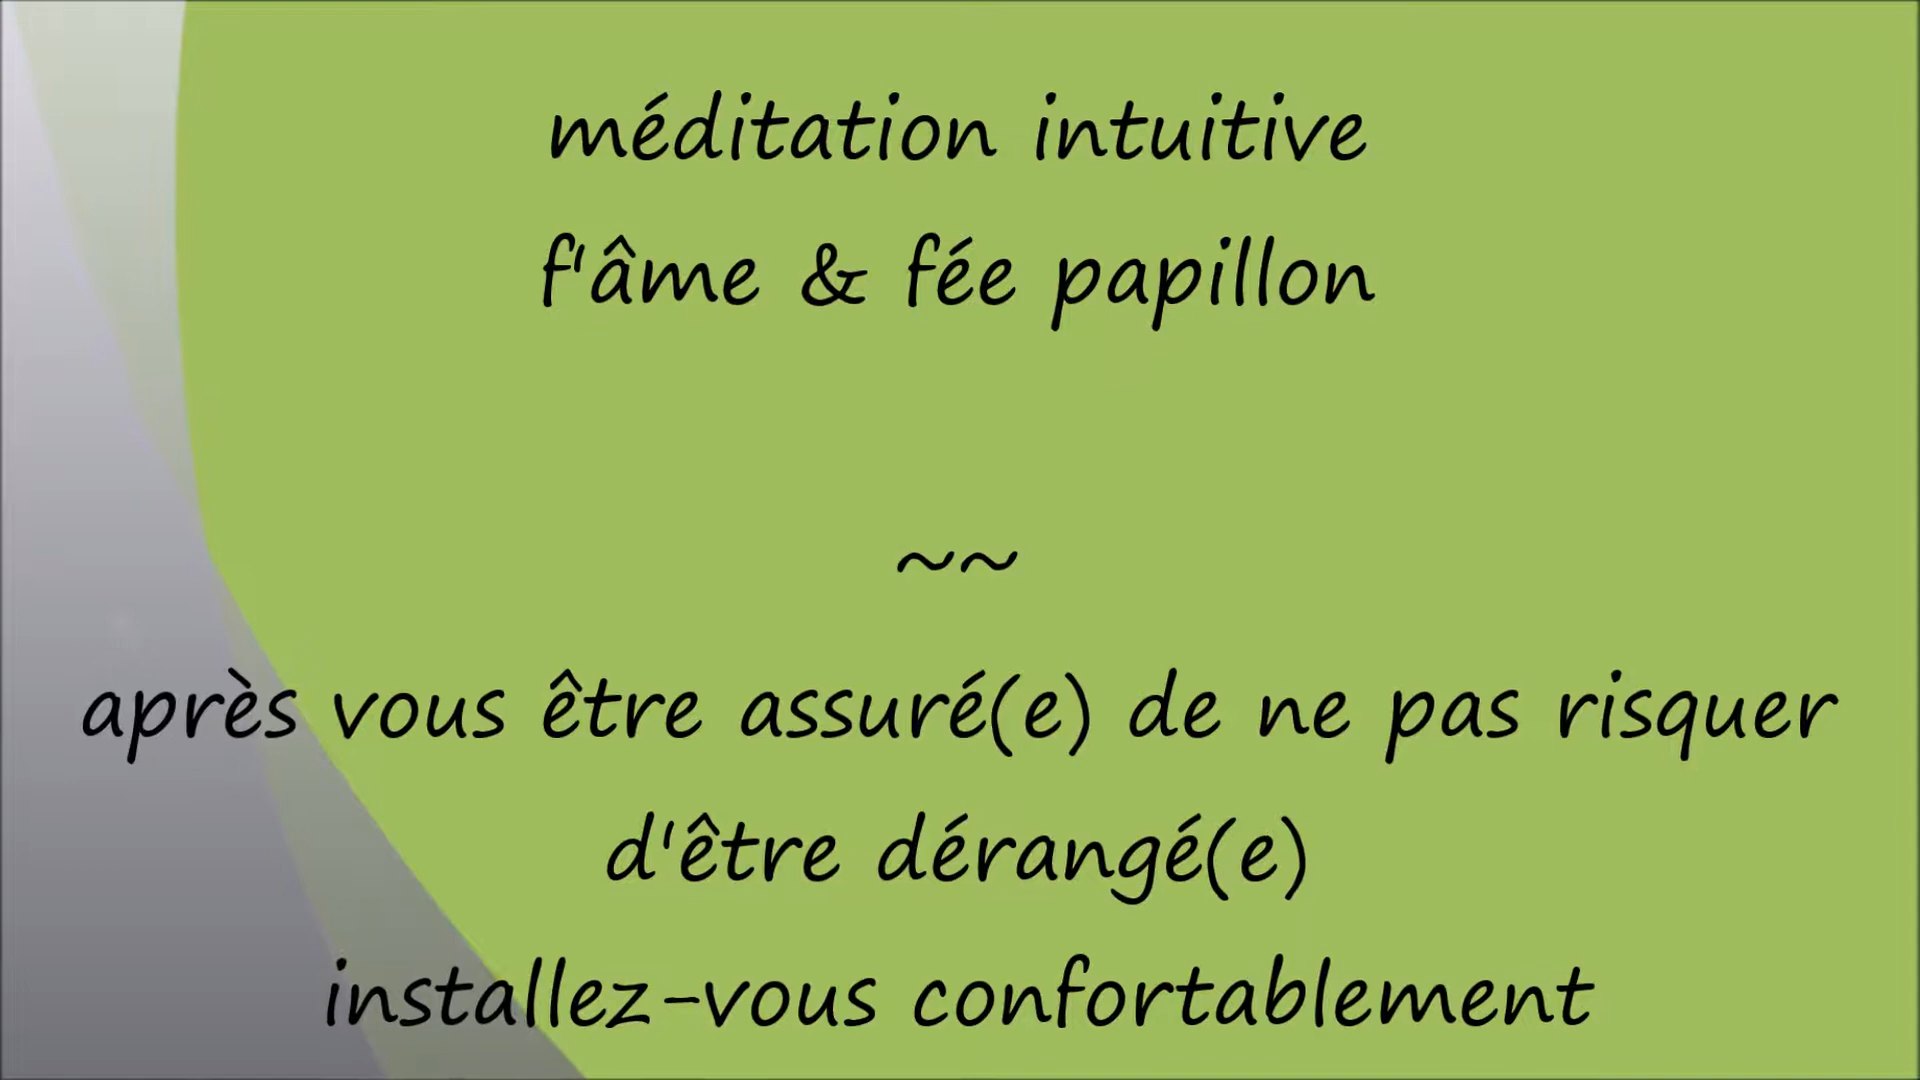 méditation intuitive
f'âme & fée papillon
~~
après vous être assuré(e) de ne pas risquer
d'être dérangé(e)
installez-vous confortablement